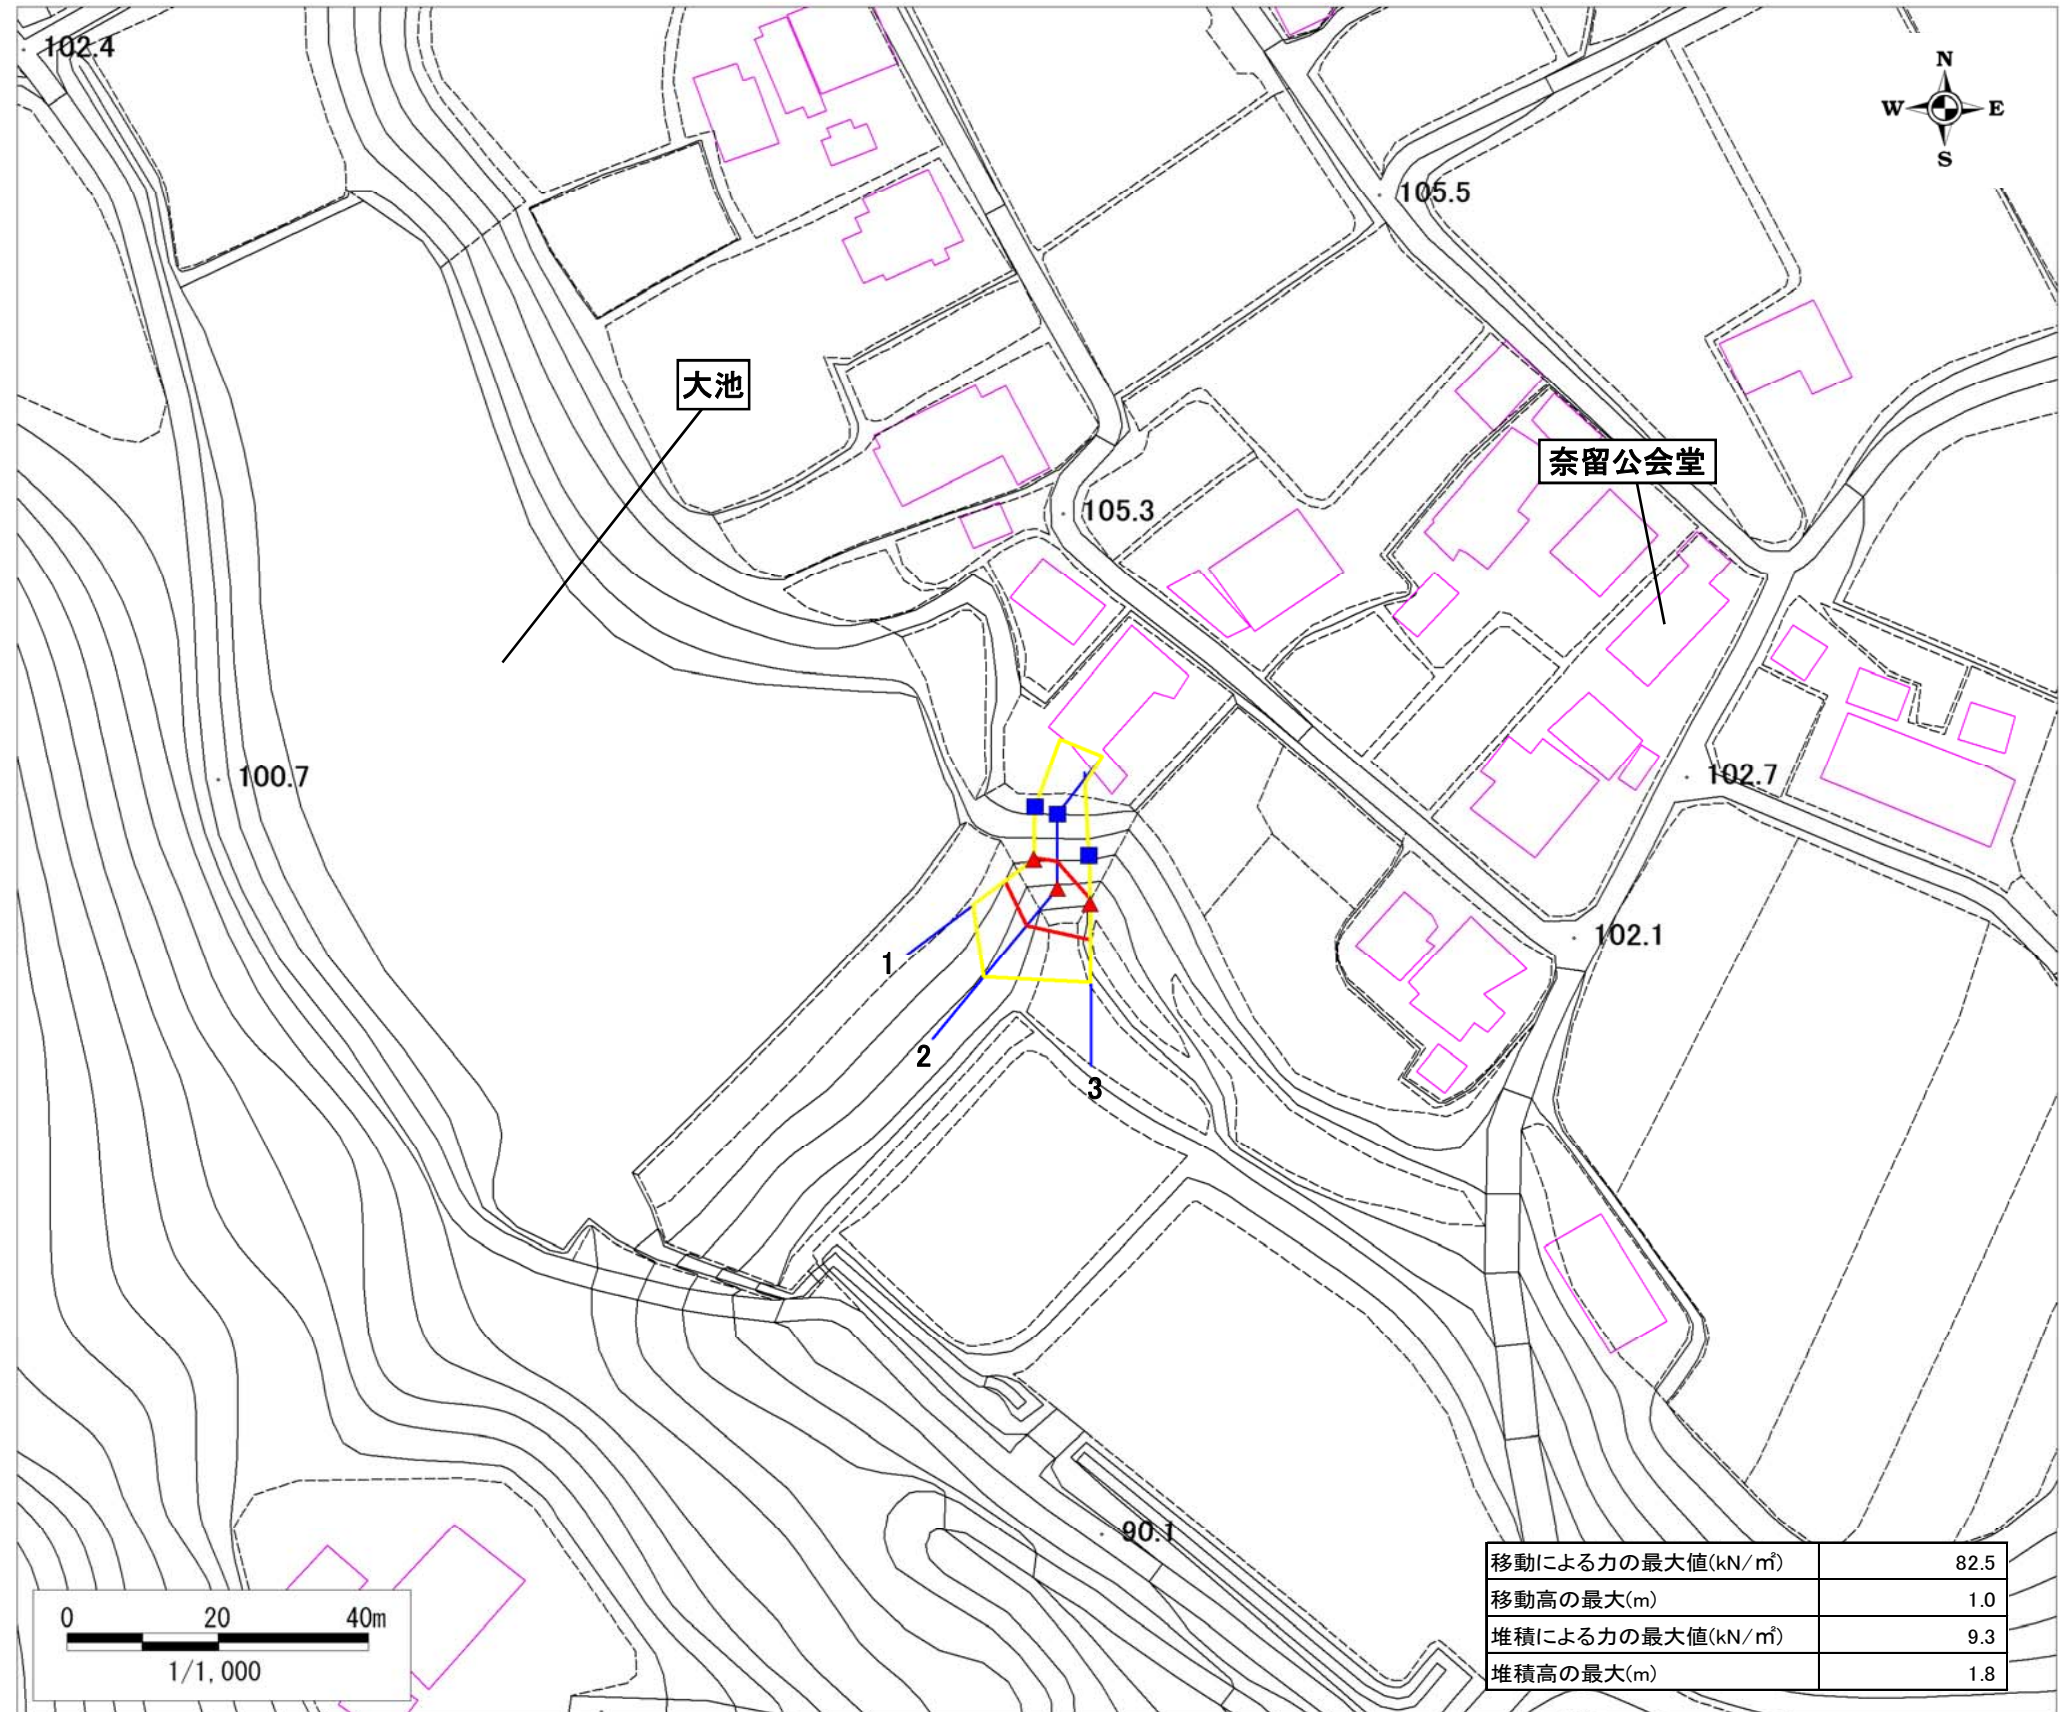 102.4
N
W E
S
105.5
大池
奈留公会堂
105.3
100.7
102.7
102.1
1
2
3
90.1
移動による力の最大値(kN/㎡) 82.5
移動高の最大(m) 1.0
堆積による力の最大値(kN/㎡) 9.3
堆積高の最大(m) 1.8
0 20 40m
1/1,000